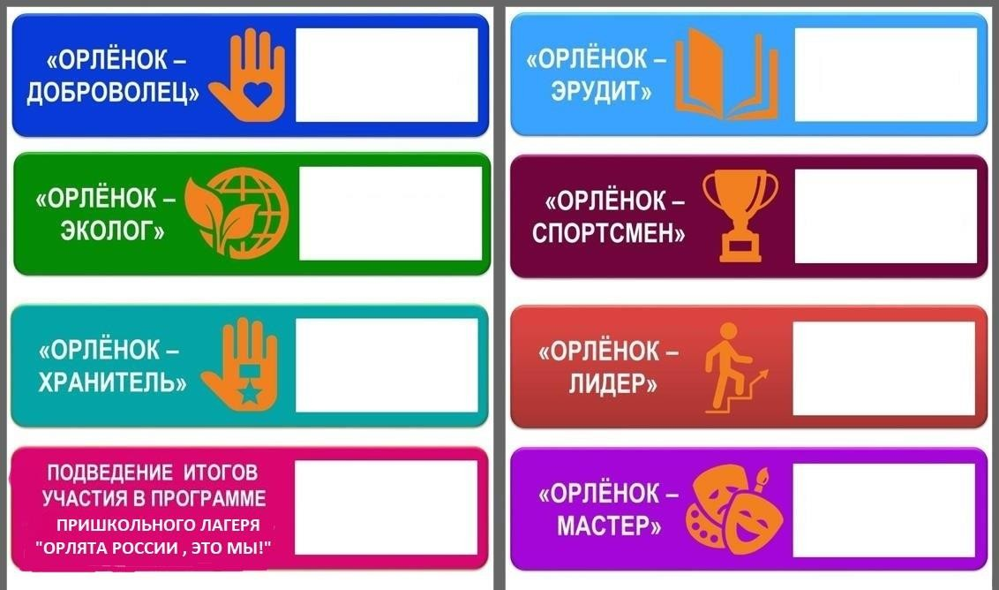 «ОРЛЁНОК –
ДОБРОВОЛЕЦ»
«ОРЛЁНОК –
ЭКОЛОГ»
«ОРЛЁНОК –
ХРАНИТЕЛЬ»
ПОДВЕДЕНИЕ ИТОГОВ
УЧАСТИЯ В ПРОГРАММЕ
ПРИШКОЛЬНОГО ЛАГЕРЯ
"ОРЛЯТА РОССИИ , ЭТО МЫ!"
«ОРЛЁНОК –
ЭРУДИТ»
«ОРЛЁНОК –
СПОРТСМЕН»
«ОРЛЁНОК –
ЛИДЕР»
«ОРЛЁНОК –
МАСТЕР»